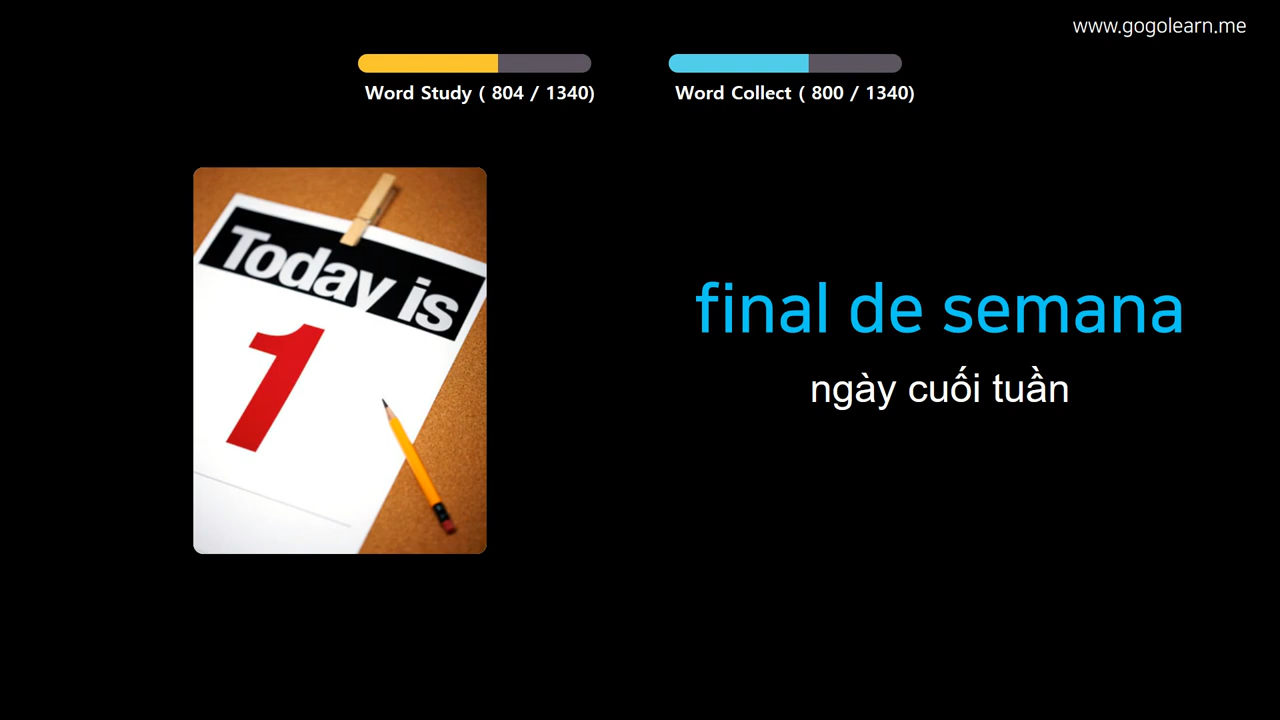 www.gogolearn.me
Word Study ( 804 / 1340)
Word Collect ( 800 / 1340)
Today is
1
final de semana
ngày cuối tuần